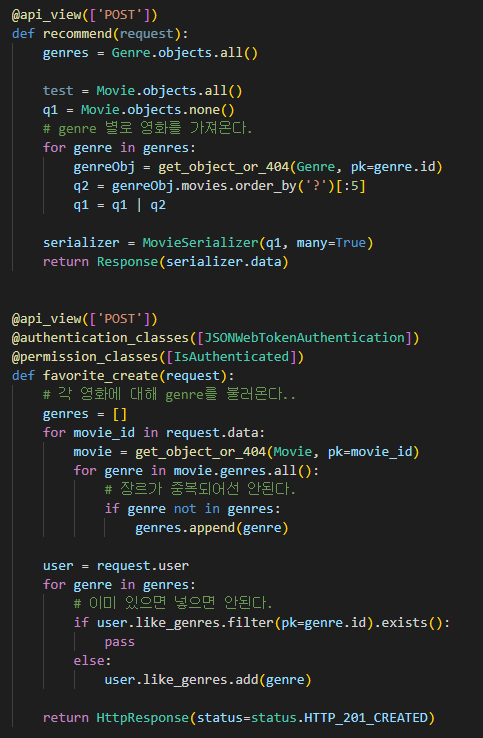 @api_view(['POST'])
def recommend(request):
    genres = Genre.objects.all()

    test = Movie.objects.all()
    q1 = Movie.objects.none()
    # genre 별로 영화를 가져온다.
    for genre in genres:
        genreObj = get_object_or_404(Genre, pk=genre.id)
        q2 = genreObj.movies.order_by('?')[:5]
        q1 = q1 | q2

    serializer = MovieSerializer(q1, many=True)
    return Response(serializer.data)


@api_view(['POST'])
@authentication_classes([JSONWebTokenAuthentication])
@permission_classes([IsAuthenticated])
def favorite_create(request):
    # 각 영화에 대해 genre를 불러온다..
    genres = []
    for movie_id in request.data:
        movie = get_object_or_404(Movie, pk=movie_id)
        for genre in movie.genres.all():
            # 장르가 중복되어선 안된다.
            if genre not in genres:
                genres.append(genre)

    user = request.user
    for genre in genres:
        # 이미 있으면 넣으면 안된다.
        if user.like_genres.filter(pk=genre.id).exists():
            pass
        else:
            user.like_genres.add(genre)

    return HttpResponse(status=status.HTTP_201_CREATED)